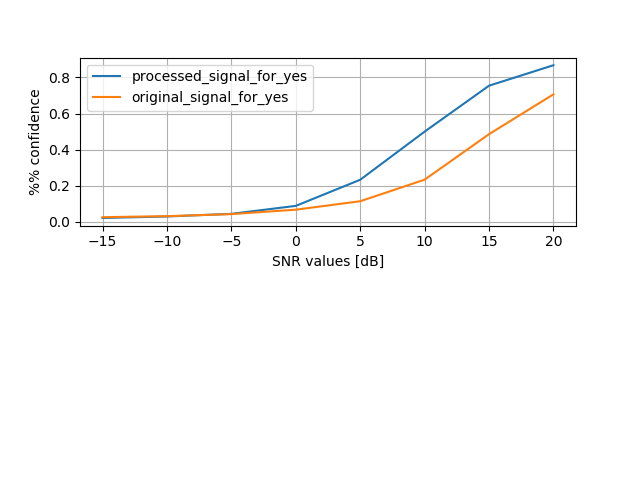 processed_signal_for_yes
original_signal_for_yes
%% confidence
0.8
0.6
0.4
0.2
0.0
−15 −10 −5 0 5 10 15 20
SNR values [dB]